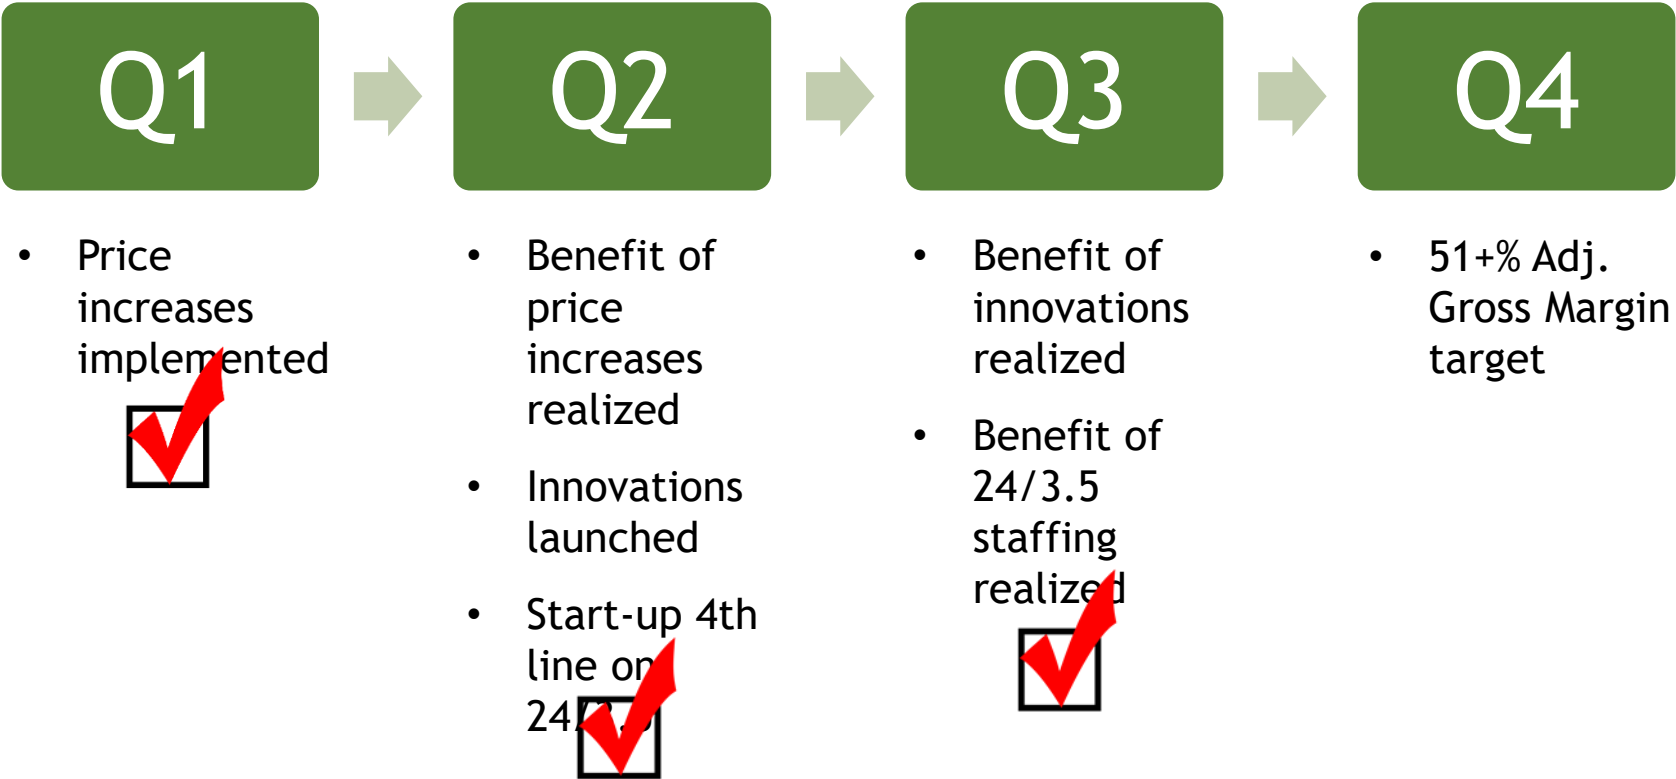 Q1
Q2
Q3
Q4
• Price
increases
implemented
• Benefit of
price
increases
realized
• Innovations
launched
• Start-up 4th
line on
24/3.5
• Benefit of
innovations
realized
• Benefit of
24/3.5
staffing
realized
• 51+% Adj.
Gross Margin
target